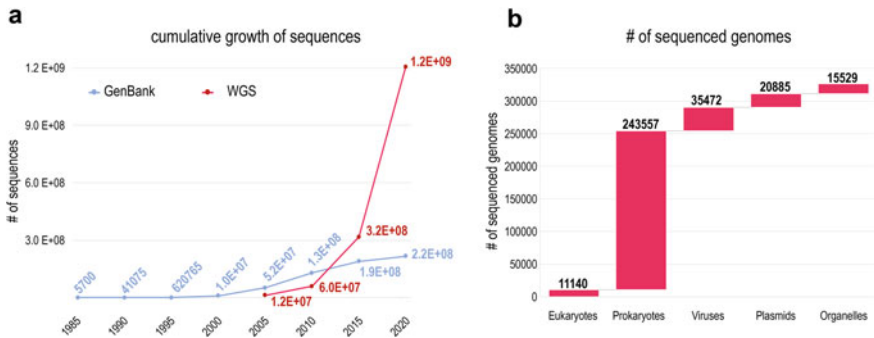 a
cumulative growth of sequences
# of sequences
1.2 E+09
9.0 E+08
6.0 E+08
3.0 E+08
GenBank
WGS
5700
41075
620765
1.0E+07
5.2E+07
1.3E+08
1.9E+08
2.2E+08
1.2E+07
6.0E+07
3.2E+08
1.2E+09
1985
1990
1995
2000
2005
2010
2015
2020
b
# of sequenced genomes
# of sequenced genomes
350000
300000
250000
200000
150000
100000
50000
0
11140
243557
35472
20885
15529
Eukaryotes
Prokaryotes
Viruses
Plasmids
Organelles